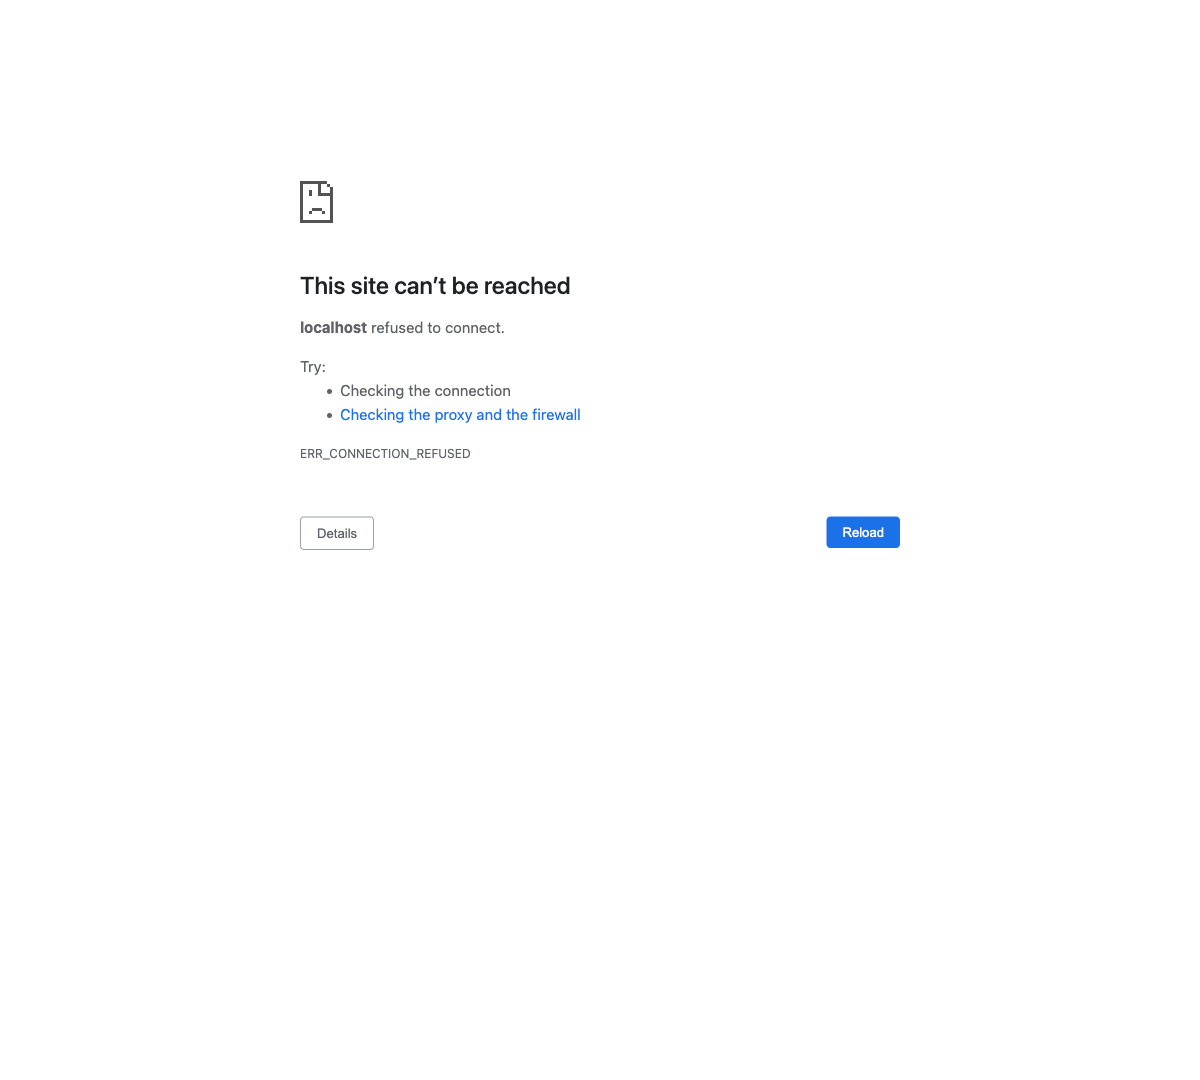 This site can’t be reached
localhost refused to connect.
Try:
Checking the connection
Checking the proxy and the firewall
ERR_CONNECTION_REFUSED
Details
Reload